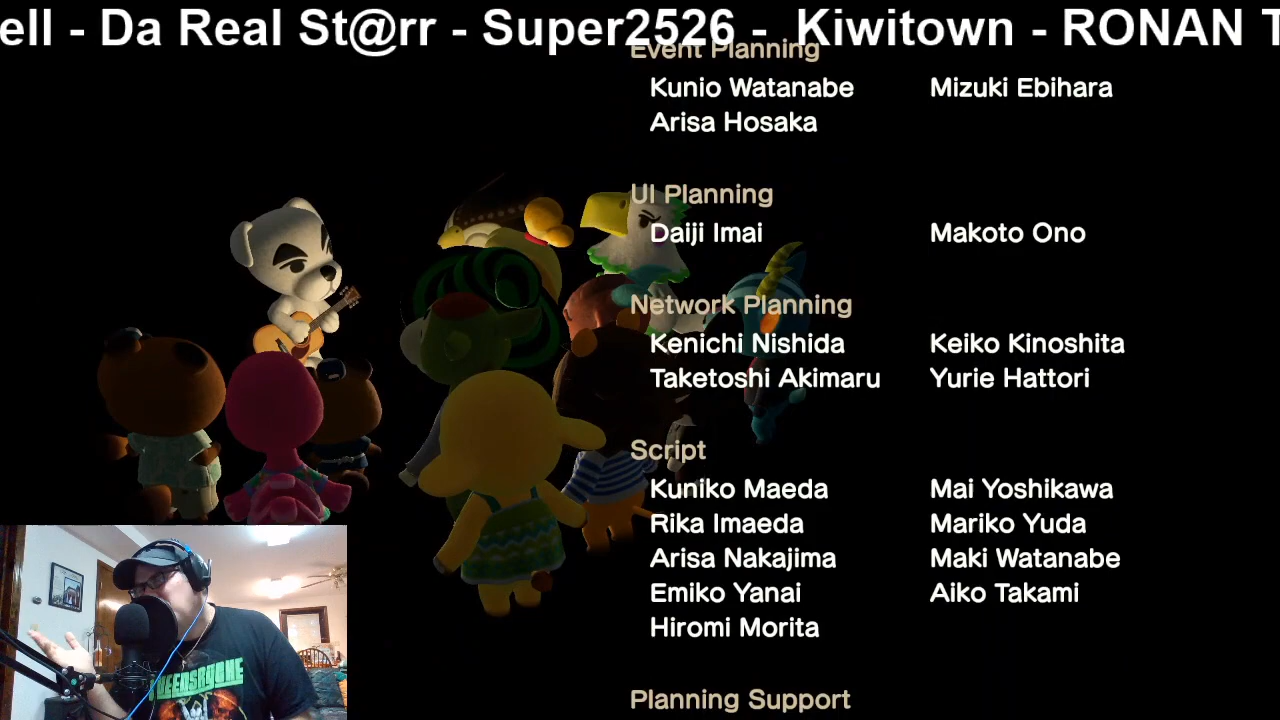 ell - Da Real St@rr - Super2526 - Kiwitown - RONAN T
Event Planning
Kunio Watanabe Mizuki Ebihara
Arisa Hosaka
UI Planning
Daiji Imai Makoto Ono
Network Planning
Kenichi Nishida Keiko Kinoshita
Taketoshi Akimaru Yurie Hattori
Script
Kuniko Maeda Mai Yoshikawa
Rika Imaeda Mariko Yuda
Arisa Nakajima Maki Watanabe
Emiko Yanai Aiko Takami
Hiromi Morita
Planning Support
QUEENSRYCHE